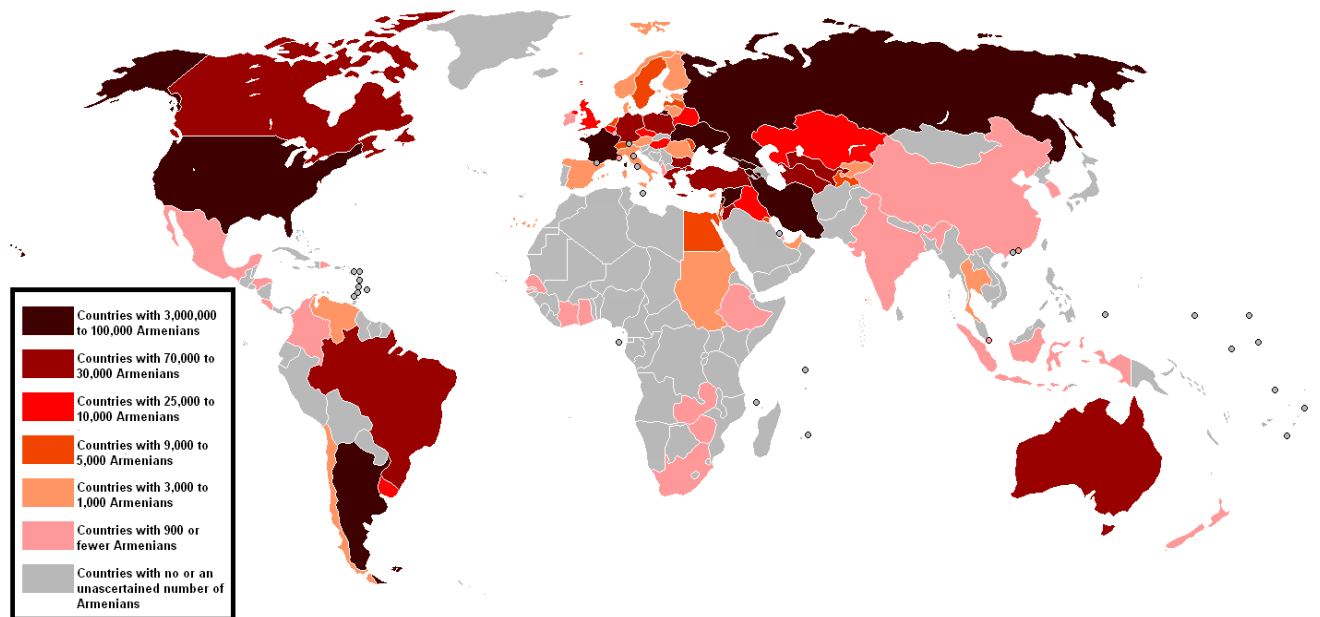 Countries with 3,000,000
to 100,000 Armenians
Countries with 70,000 to
30,000 Armenians
Countries with 25,000 to
10,000 Armenians
Countries with 9,000 to
5,000 Armenians
Countries with 3,000 to
1,000 Armenians
Countries with 900 or
fewer Armenians
Countries with no or an
unascertained number of
Armenians